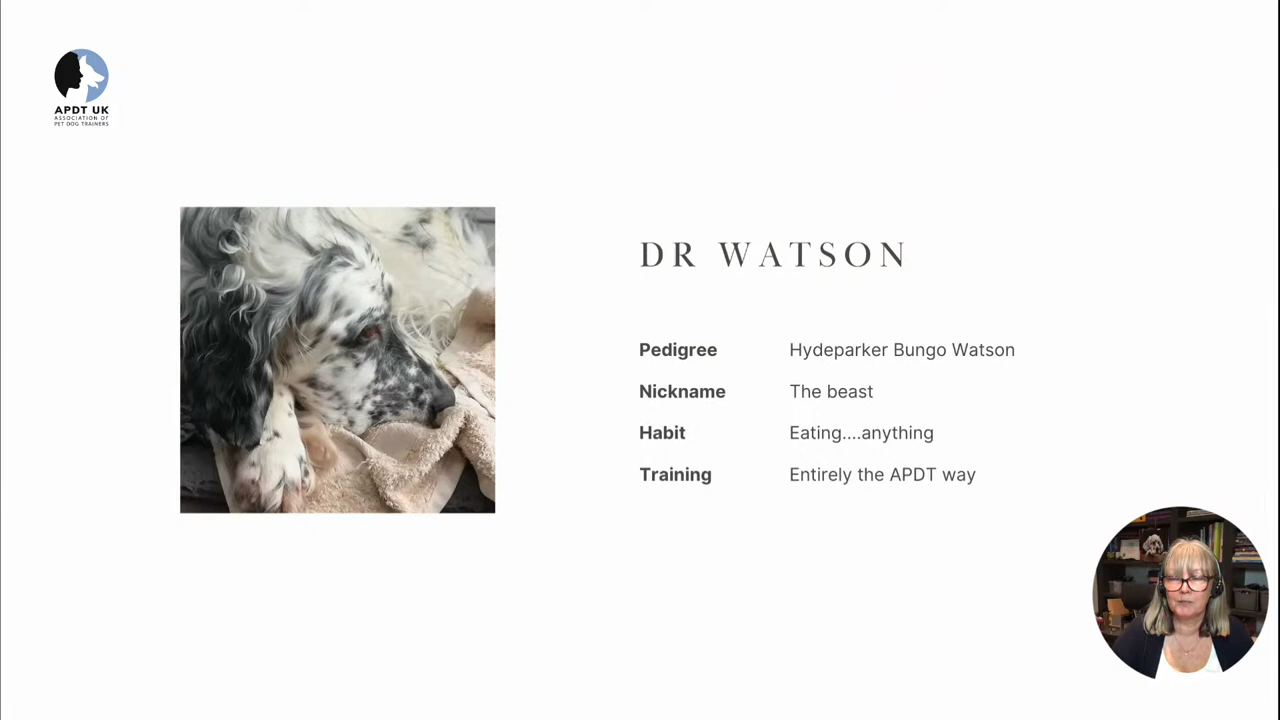 APDT UK
ASSOCIATION OF
PET DOG TRAINERS
DR WATSON
Pedigree Hydeparker Bungo Watson
Nickname The beast
Habit Eating....anything
Training Entirely the APDT way